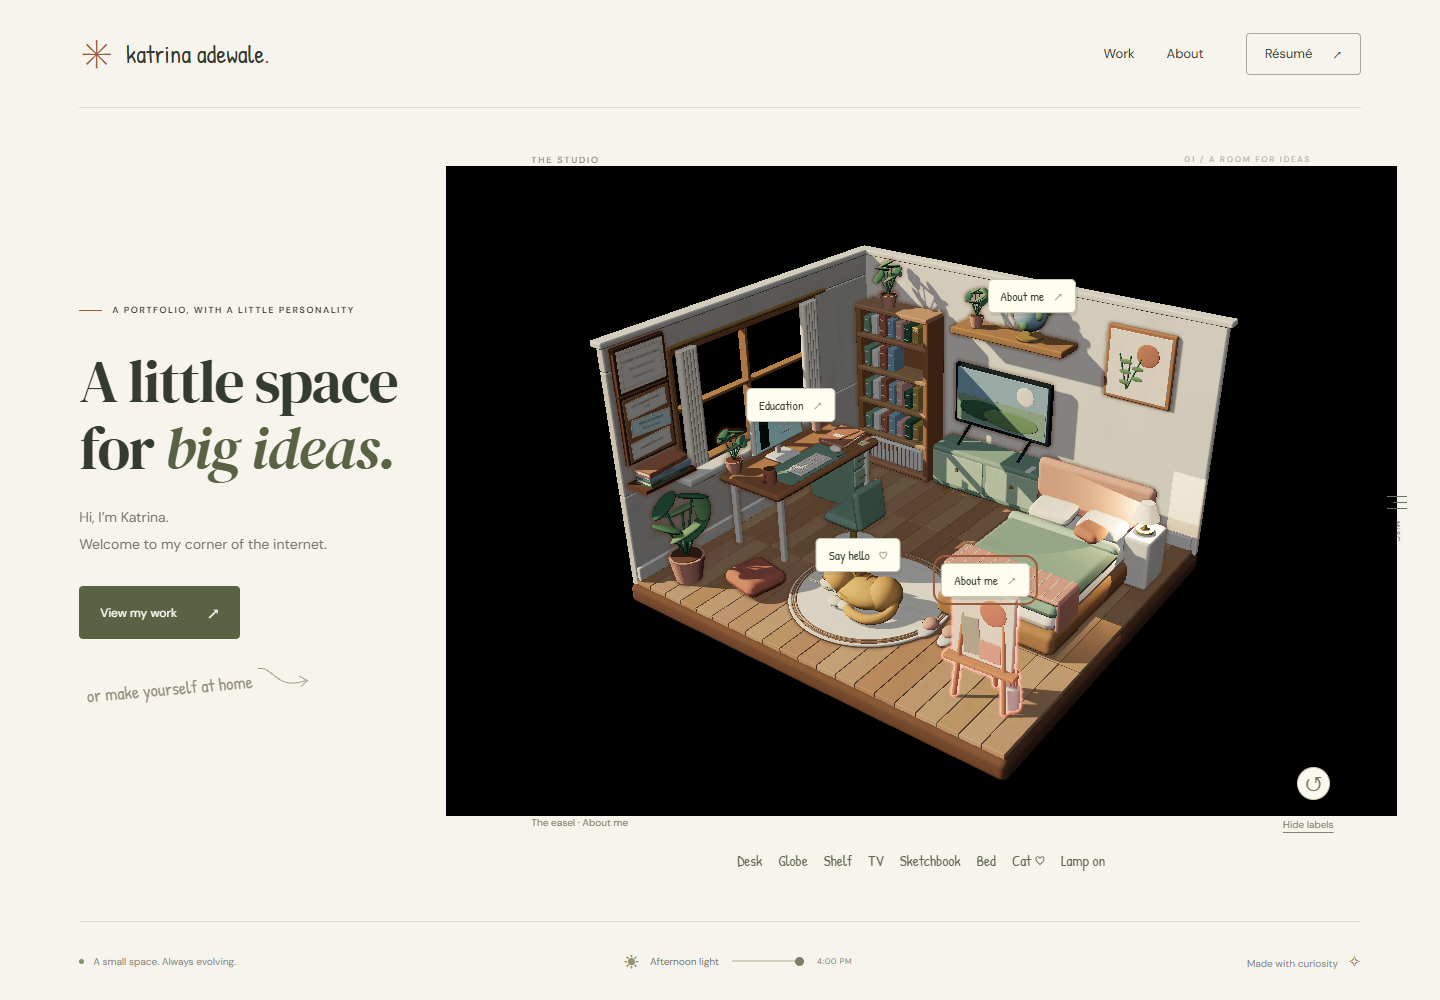 katrina adewale.
Work
About
Résumé ↗
THE STUDIO
01 / A ROOM FOR IDEAS
A PORTFOLIO, WITH A LITTLE PERSONALITY
A little space
for big ideas.
Hi, I'm Katrina.
Welcome to my corner of the internet.
View my work ↗
or make yourself at home
About me ↗
Education ↗
Say hello ♡
About me ↗
The easel · About me
Hide labels
Desk
Globe
Shelf
TV
Sketchbook
Bed
Cat ♡
Lamp on
A small space. Always evolving.
Afternoon light
4:00 PM
Made with curiosity